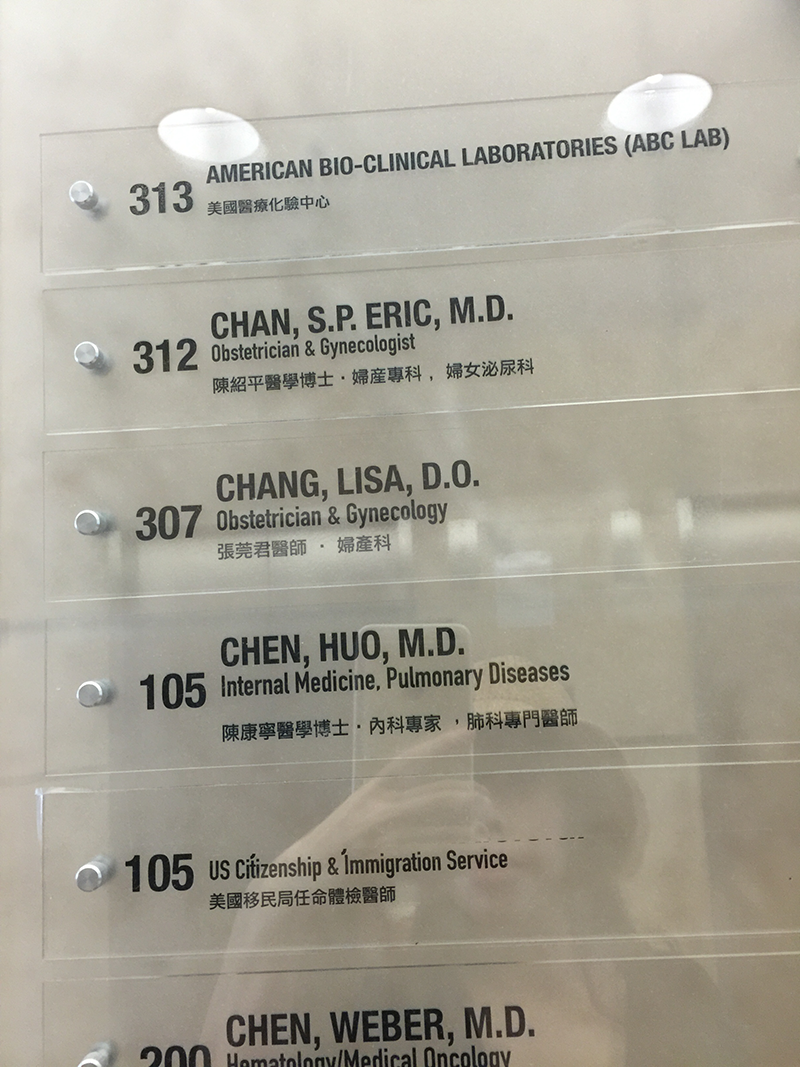 313 AMERICAN BIO-CLINICAL LABORATORIES (ABC LAB)
美國醫療化驗中心
CHAN, S.P. ERIC, M.D.
312 Obstetrician & Gynecologist
陳紹平醫學博士・婦産專科，婦女泌尿科
CHANG, LISA, D.O.
307 Obstetrician & Gynecology
張莞君醫師 ・ 婦產科
CHEN, HUO, M.D.
105 Internal Medicine, Pulmonary Diseases
陳康寧醫學博士・內科專家 ，肺科專門醫師
105 US Citizenship & Immigration Service
美國移民局任命體檢醫師
CHEN, WEBER, M.D.
200 Hematology/Medical Oncology